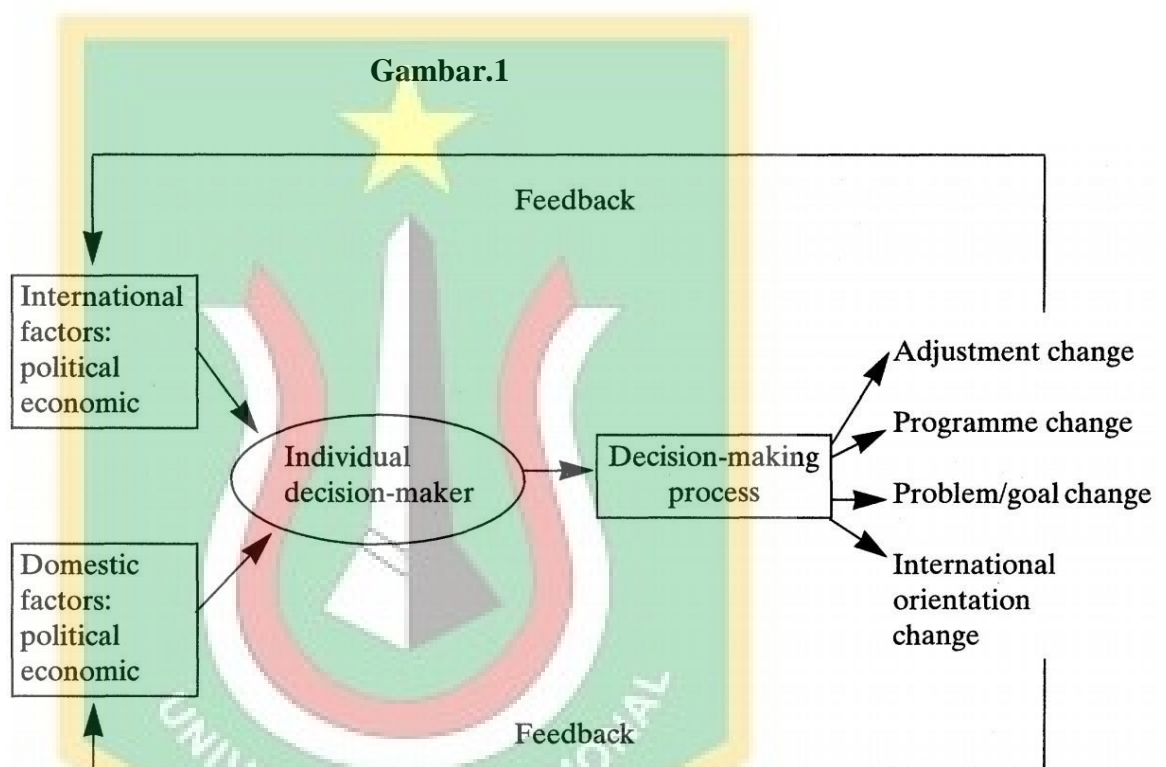 Gambar.1
Feedback
International
factors:
political
economic
Individual
decision-maker
Decision-making
process
Adjustment change
Programme change
Problem/goal change
International
orientation
change
Domestic
factors:
political
economic
Feedback